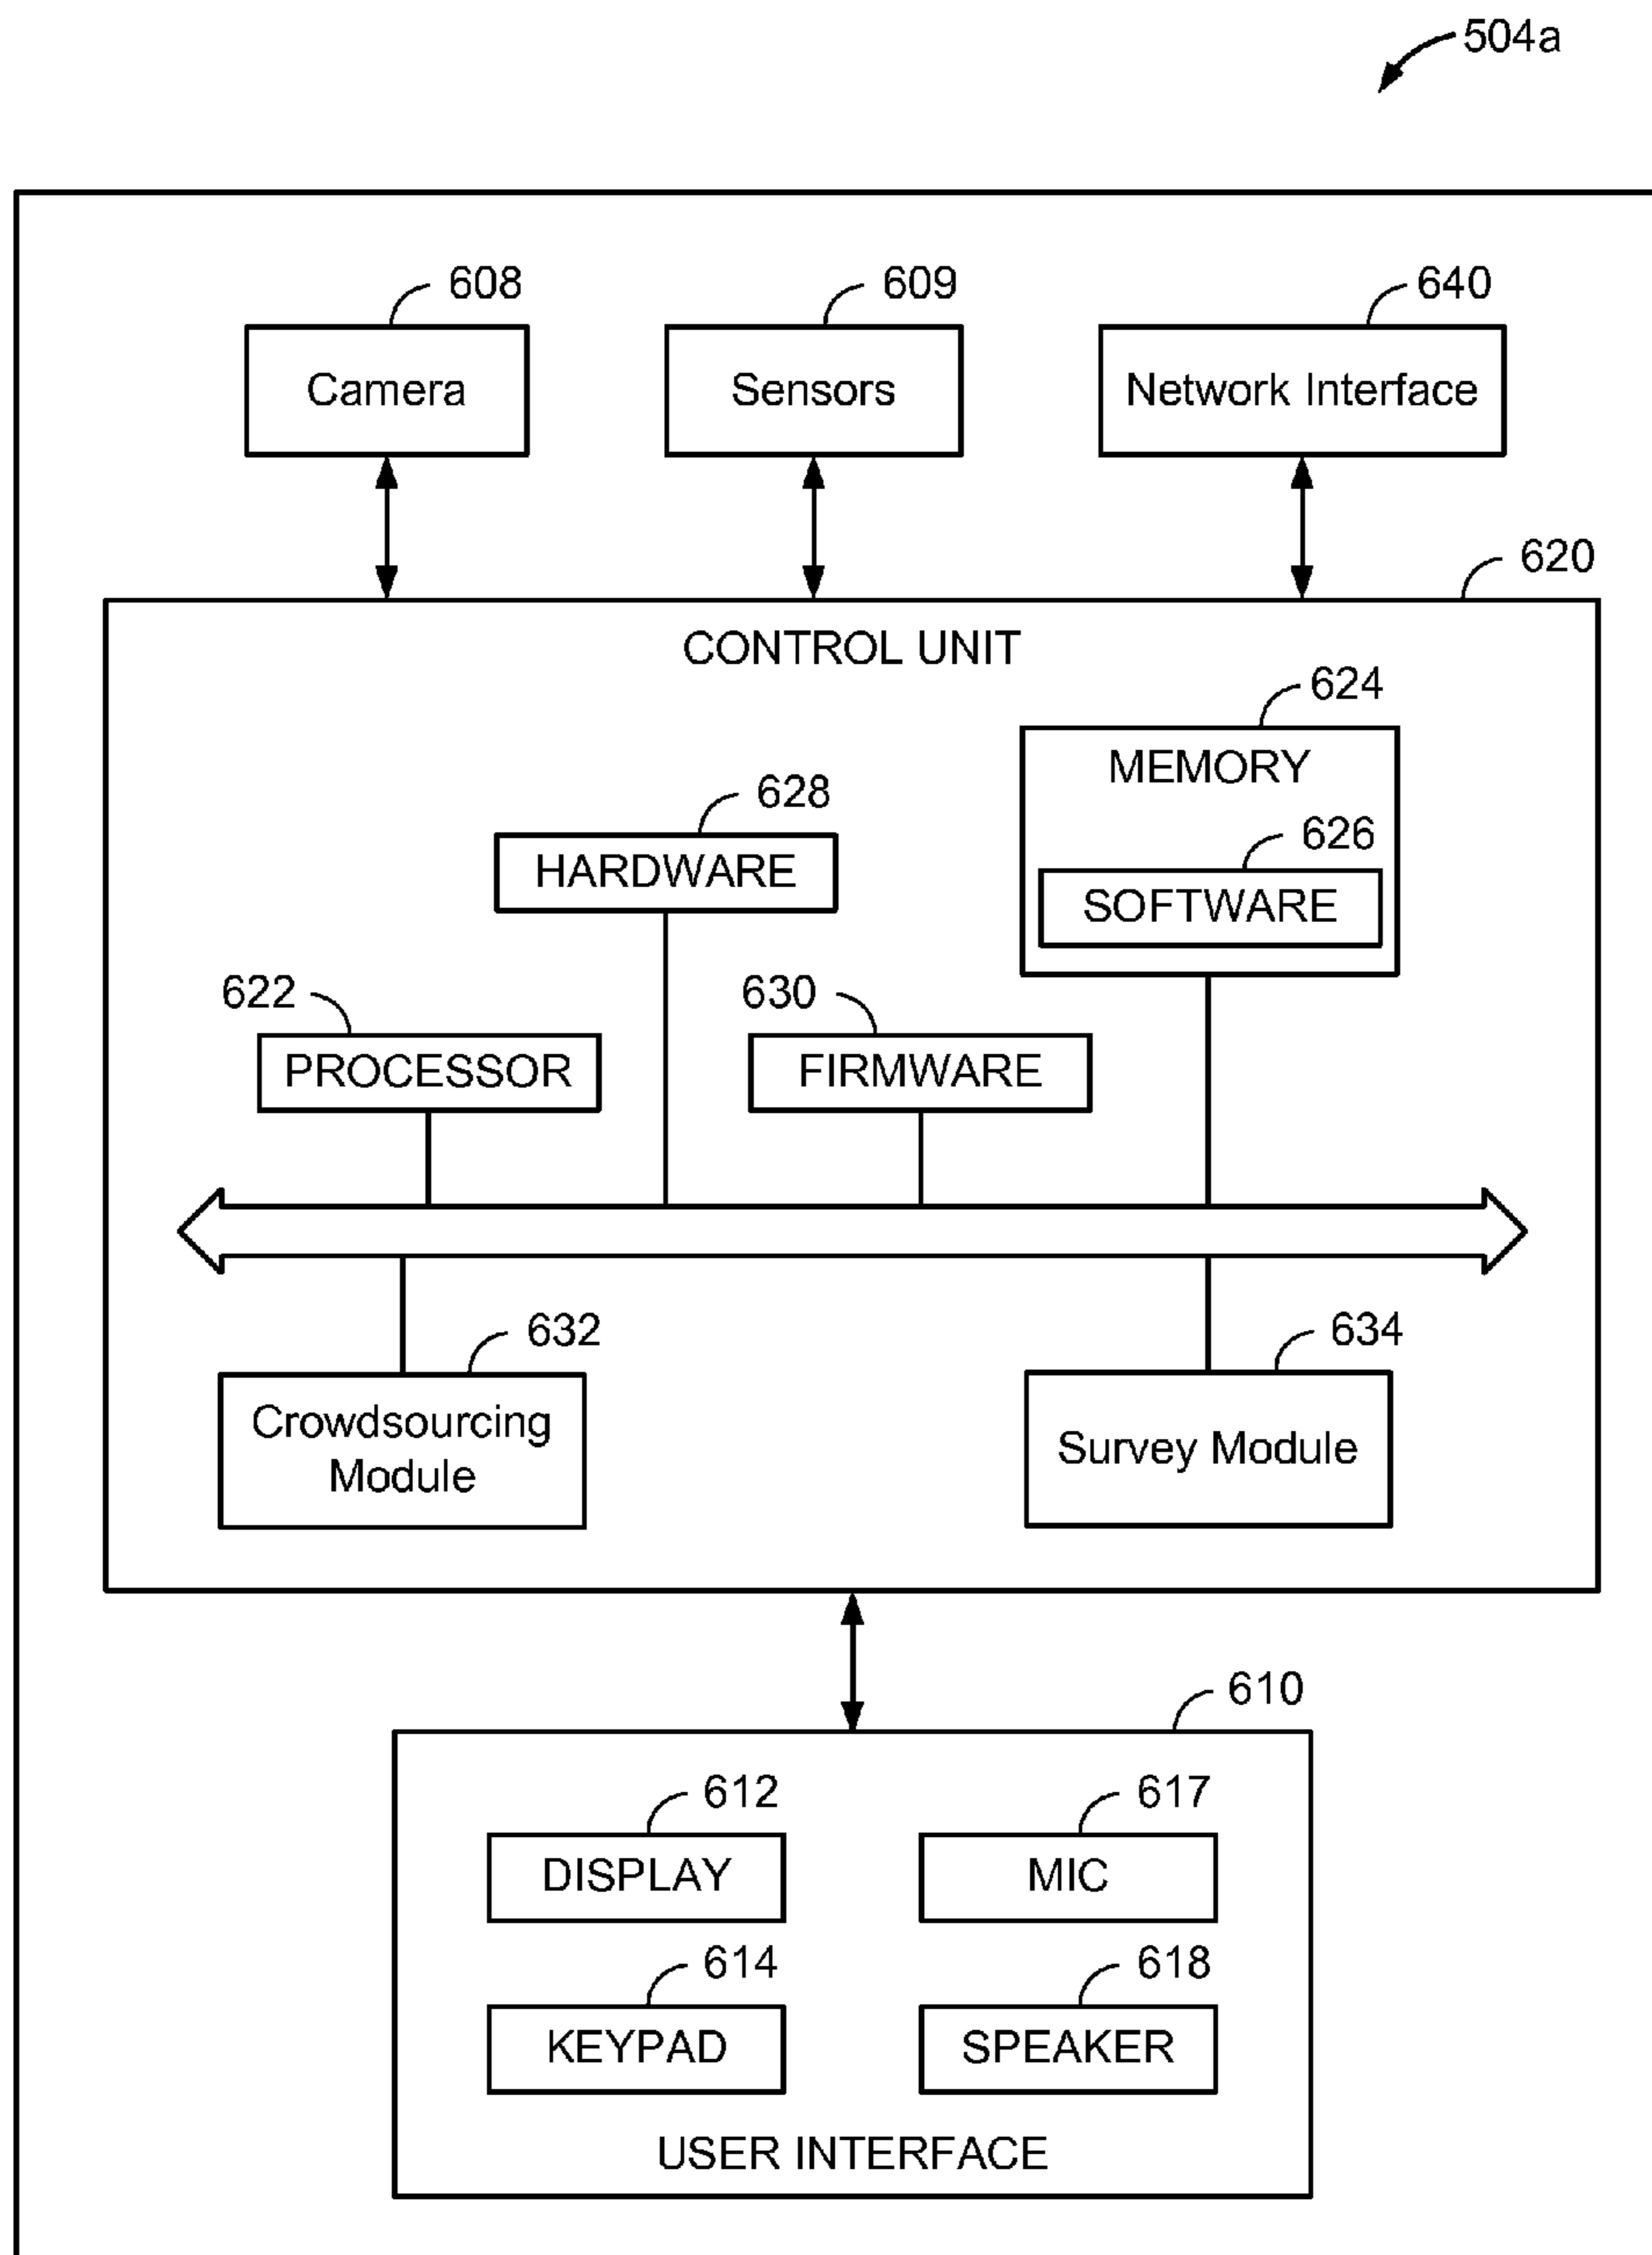 504a
608
609
640
Camera
Sensors
Network Interface
620
CONTROL UNIT
624
MEMORY
628
626
HARDWARE
SOFTWARE
622
630
PROCESSOR
FIRMWARE
632
634
Crowdsourcing
Module
Survey Module
610
612
617
DISPLAY
MIC
614
618
KEYPAD
SPEAKER
USER INTERFACE